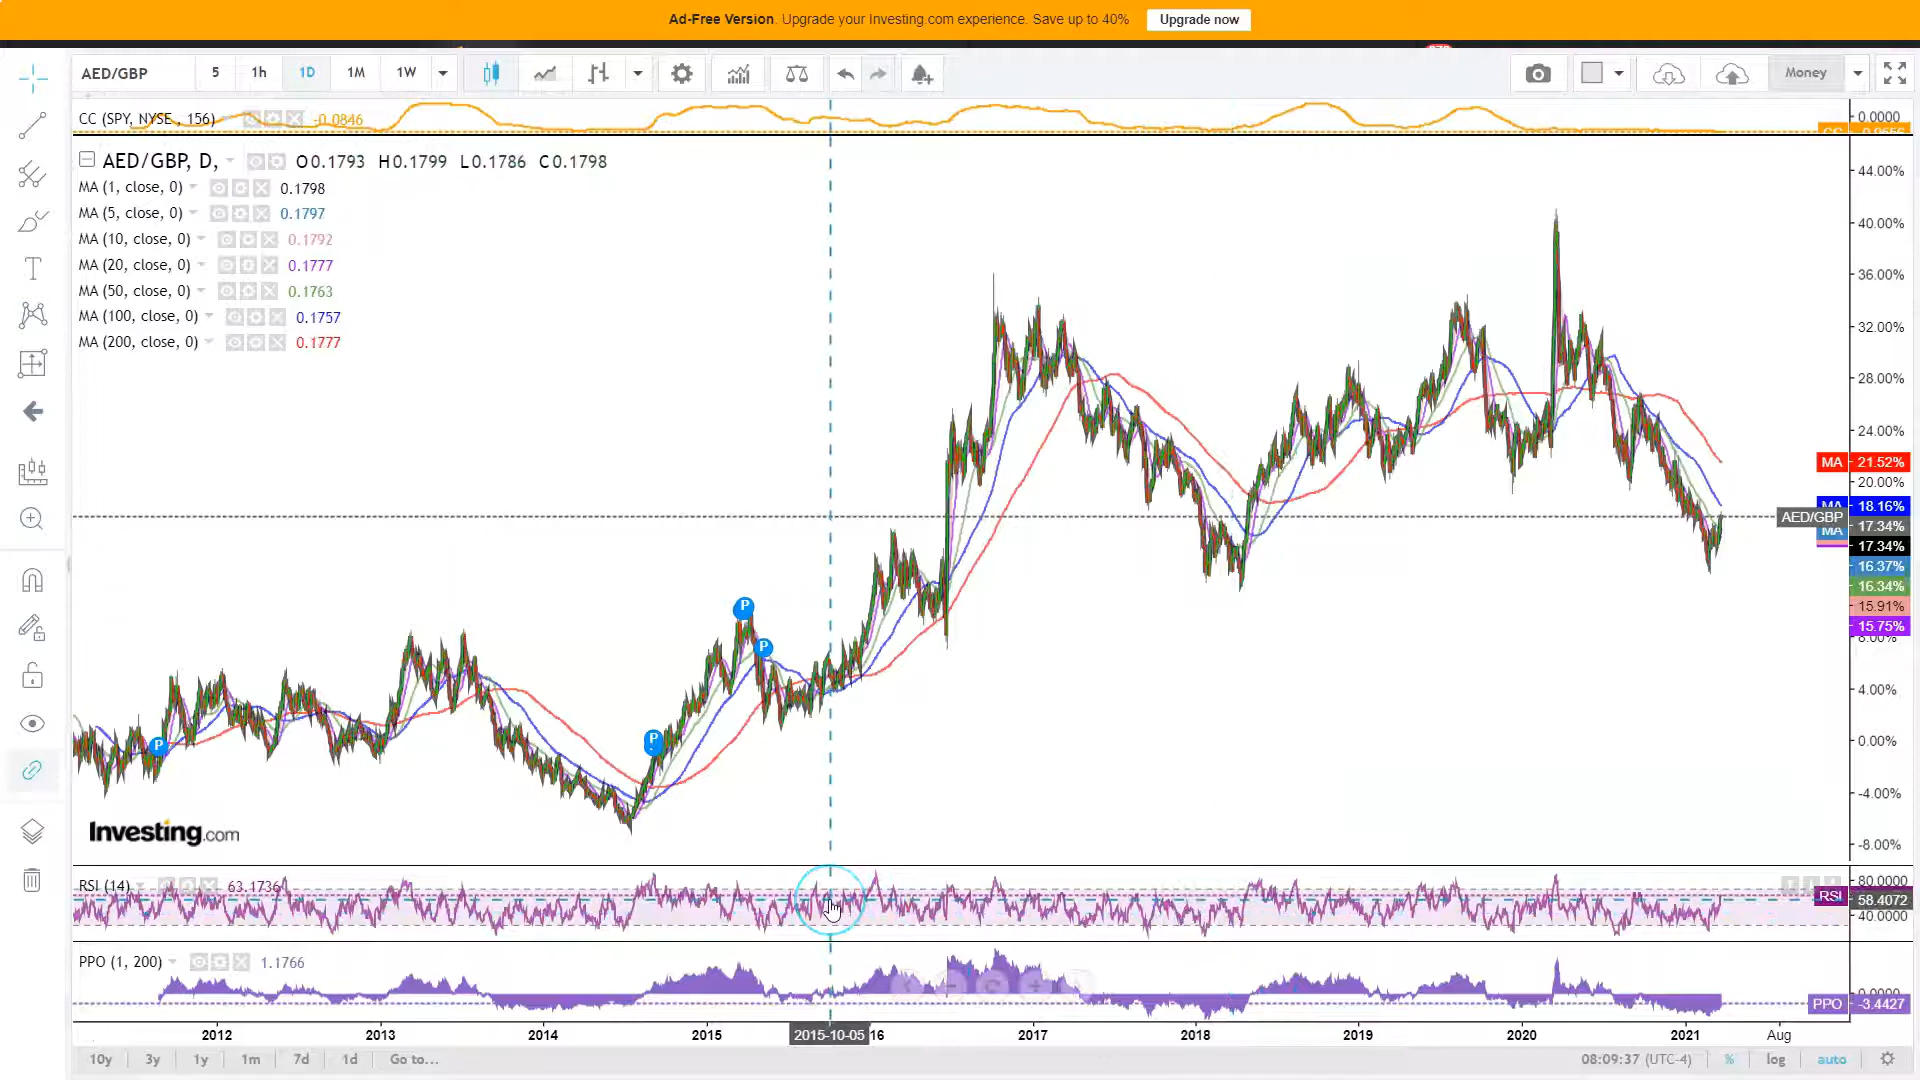 Ad-Free Version. Upgrade your Investing.com experience. Save up to 40% Upgrade now
AED/GBP 5 1h 1D 1M 1W Money
CC (SPY, NYSE , 156) -0.0846
0.0000
CC
AED/GBP, D, O0.1793 H0.1799 L0.1786 C0.1798
MA (1, close, 0) 0.1798
MA (5, close, 0) 0.1797
MA (10, close, 0) 0.1792
MA (20, close, 0) 0.1777
MA (50, close, 0) 0.1763
MA (100, close, 0) 0.1757
MA (200, close, 0) 0.1777
44.00%
40.00%
36.00%
32.00%
28.00%
24.00%
MA 21.52%
20.00%
MA 18.16%
AED/GBP 17.34%
MA 17.34%
16.37%
16.34%
15.91%
15.75%
8.00%
4.00%
0.00%
-4.00%
-8.00%
P
P
P
P
Investing.com
RSI (14) 63.1736
80.0000
RSI 58.4072
40.0000
PPO (1, 200) 1.1766
0.0000
PPO -3.4427
2012 2013 2014 2015 2015-10-05 16 2017 2018 2019 2020 2021 Aug
10y 3y 1y 1m 7d 1d Go to... 08:09:37 (UTC-4) % log auto